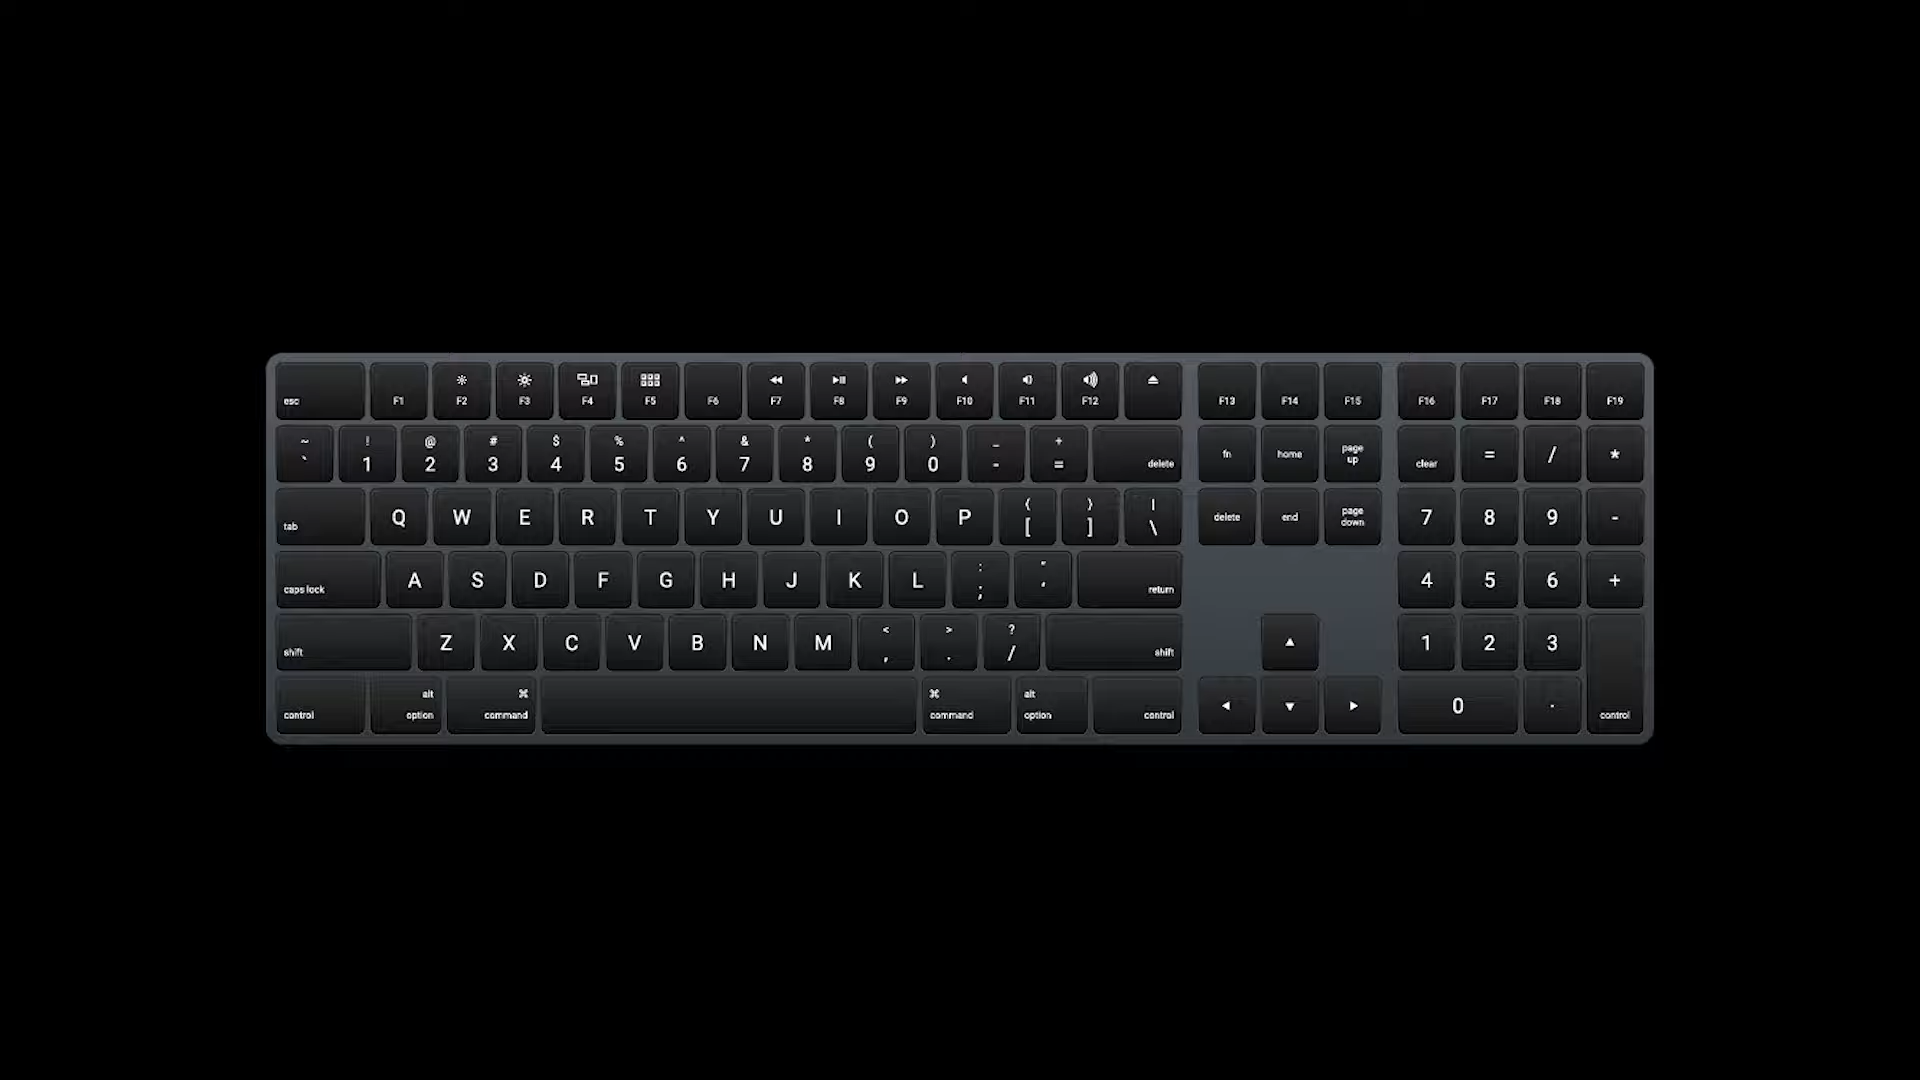 esc F1 F2 F3 F4 F5 F6 F7 F8 F9 F10 F11 F12 F13 F14 F15 F16 F17 F18 F19
~ ! @ # $ % ^ & * ( ) _ +
` 1 2 3 4 5 6 7 8 9 0 - = delete fn home page up clear = / *
tab Q W E R T Y U I O P { [ } ] | \ delete end page down 7 8 9 -
caps lock A S D F G H J K L : ; " ' return 4 5 6 +
shift Z X C V B N M < , > . ? / shift ▲ 1 2 3
control alt option ⌘ command ⌘ command alt option control ◀ ▼ ▶ 0 . control